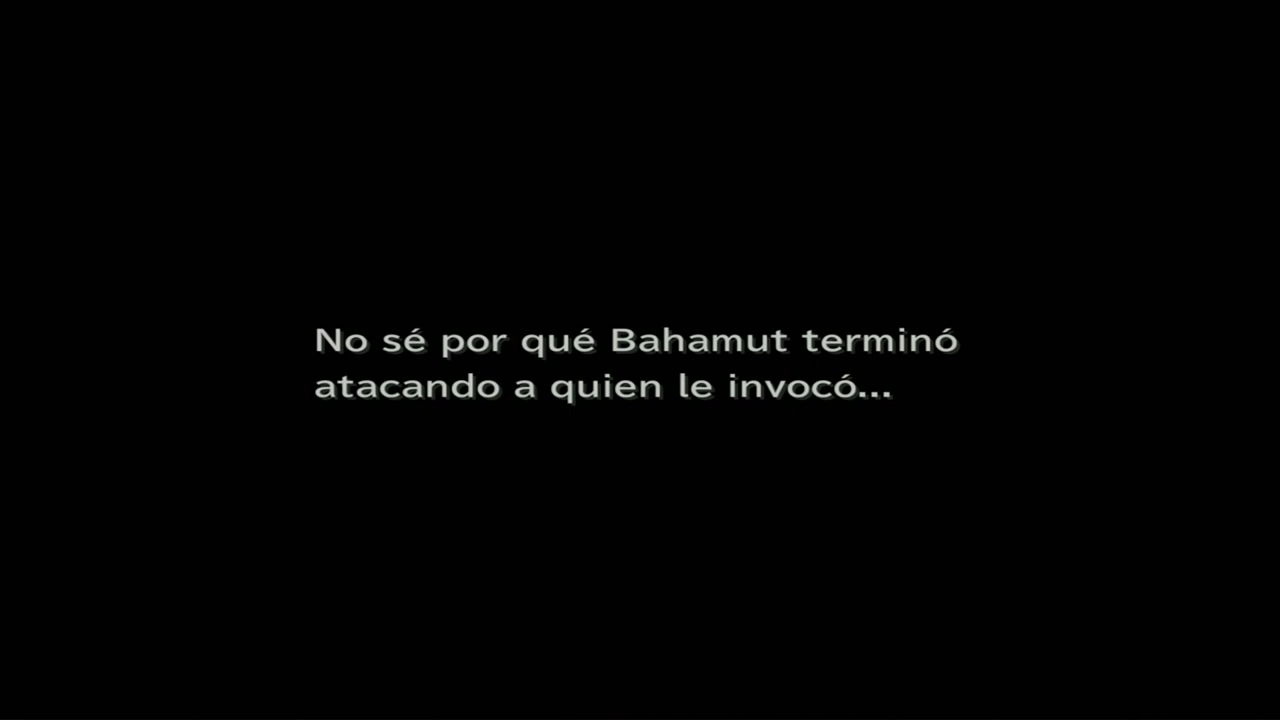 No sé por qué Bahamut terminó
atacando a quien le invocó...